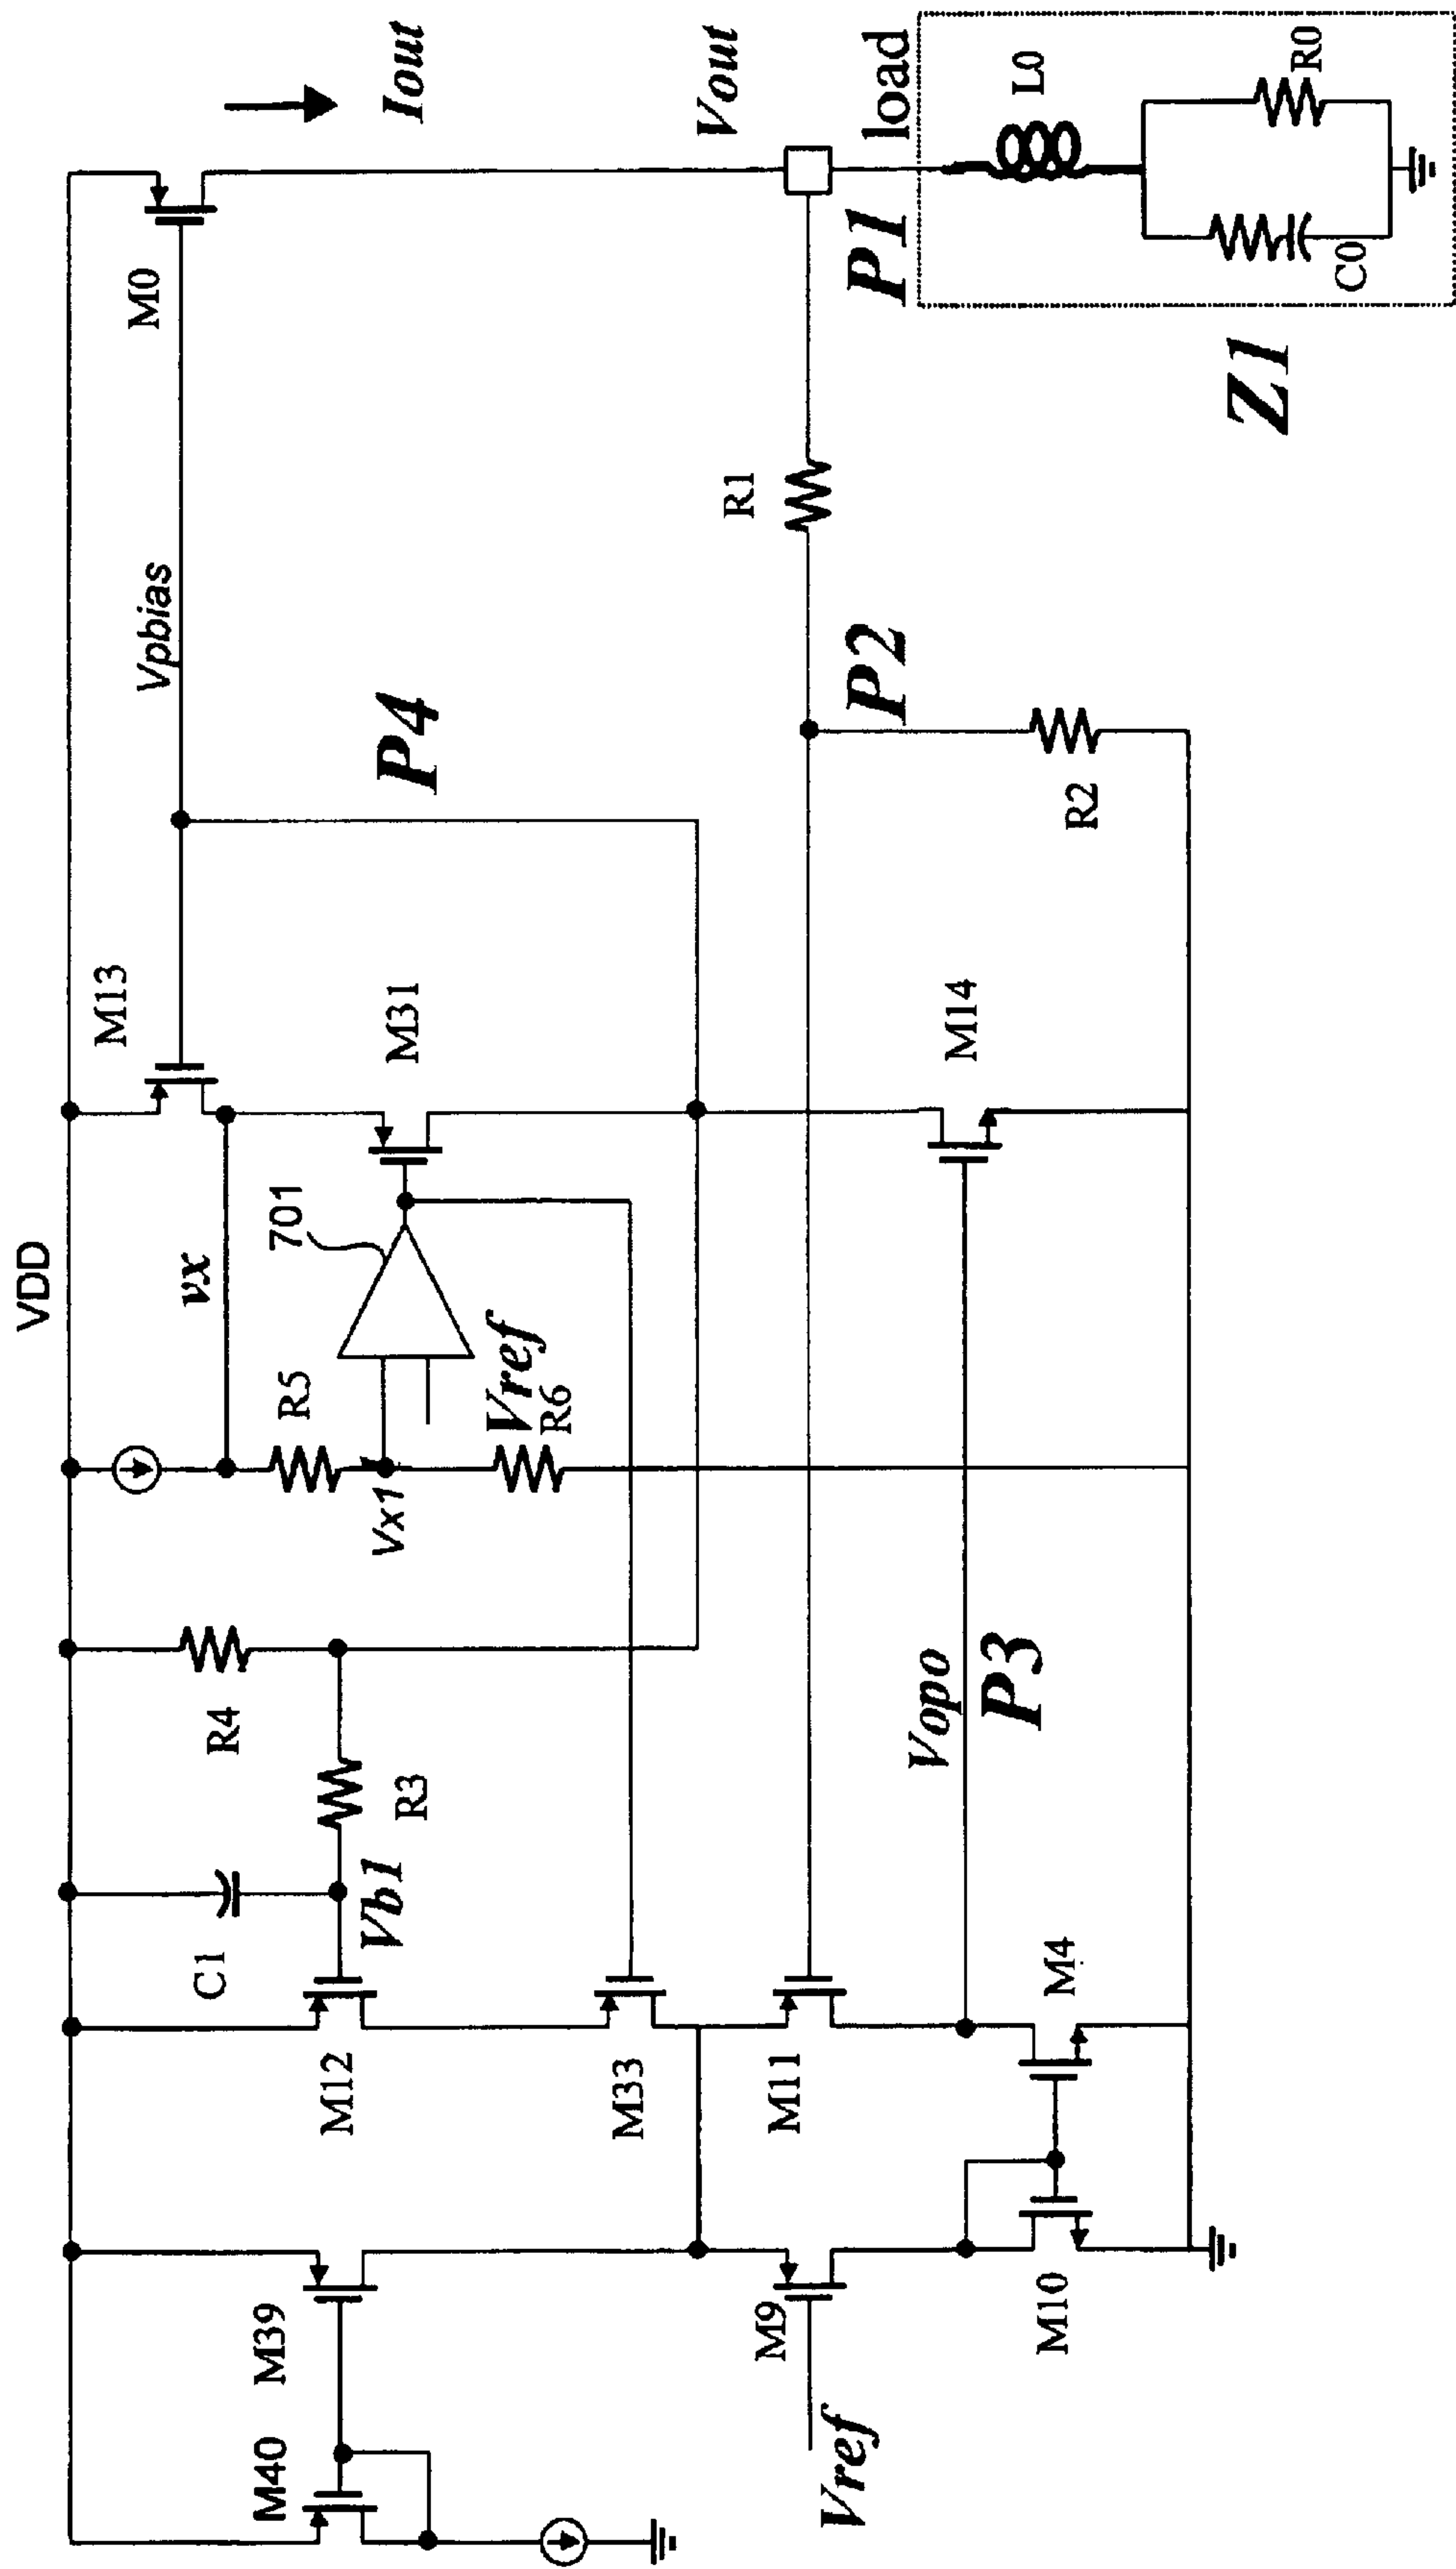 VDD
M40
M39
M12
C1
Vb1
R3
R4
Vx1
R5
vx
701
Vref
R6
M13
M31
Vpbias
P4
M0
Iout
M33
M11
M9
Vref
M10
M4
Vopo
P3
M14
R2
P2
R1
Vout
P1
load
L0
R0
C0
Z1